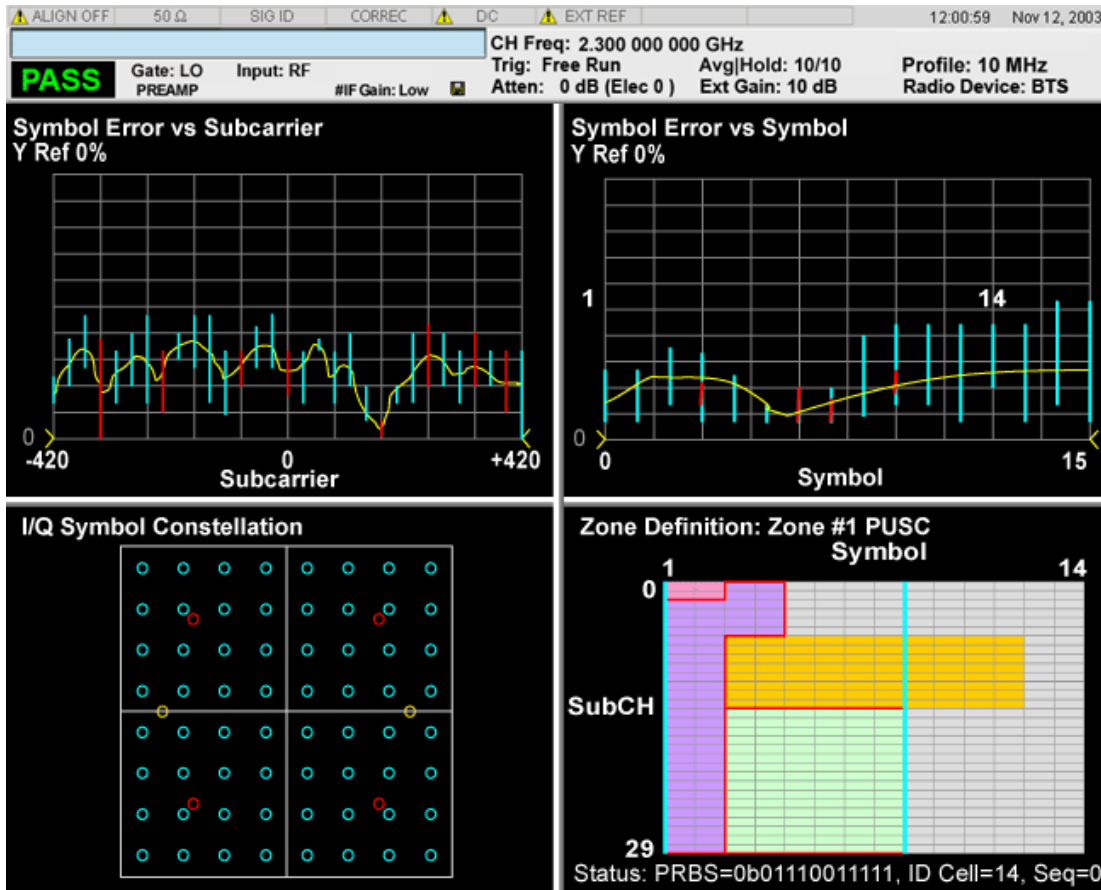 ALIGN OFF 50 Ω SIG ID CORREC DC EXT REF 12:00:59 Nov 12, 2003
CH Freq: 2.300 000 000 GHz
PASS Gate: LO Input: RF Trig: Free Run Avg|Hold: 10/10 Profile: 10 MHz
PREAMP #IF Gain: Low Atten: 0 dB (Elec 0 ) Ext Gain: 10 dB Radio Device: BTS
Symbol Error vs Subcarrier
Y Ref 0%
0
-420 0 +420
Subcarrier
Symbol Error vs Symbol
Y Ref 0%
1 14
0
0 15
Symbol
I/Q Symbol Constellation
Zone Definition: Zone #1 PUSC
Symbol
1 14
0
SubCH
29
Status: PRBS=0b01110011111, ID Cell=14, Seq=0